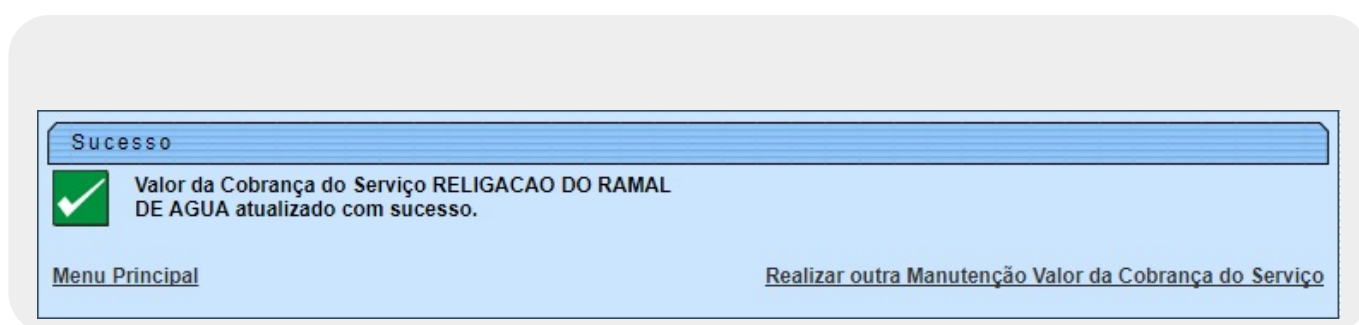 Sucesso
Valor da Cobrança do Serviço RELIGACAO DO RAMAL
DE AGUA atualizado com sucesso.
Menu Principal
Realizar outra Manutenção Valor da Cobrança do Serviço